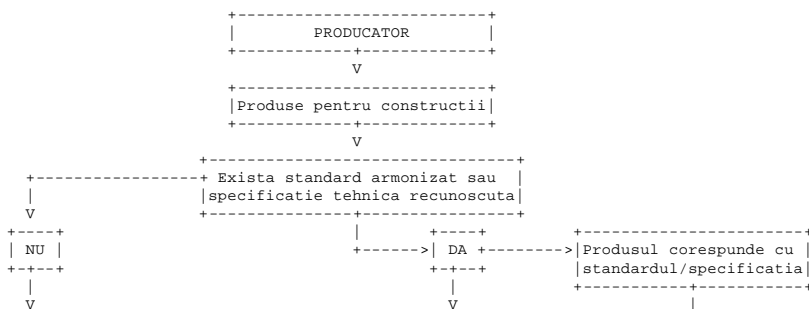 PRODUCATOR
V
Produse pentru constructii
V
Exista standard armonizat sau
specificatie tehnica recunoscuta
V
NU
DA
Produsul corespunde cu
standardul/specificatia
V
V